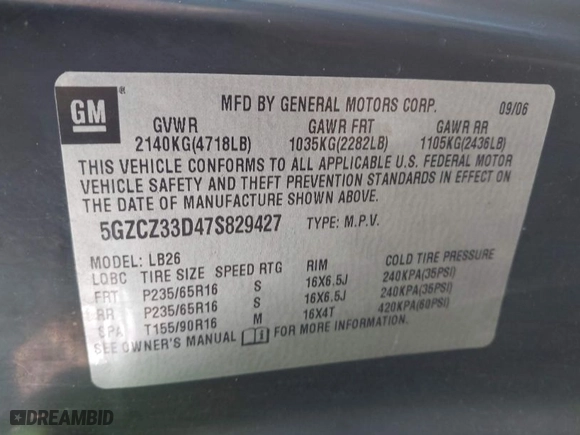 GM
MFD BY GENERAL MOTORS CORP. 09/06
GVWR GAWR FRT GAWR RR
2140KG(4718LB) 1035KG(2282LB) 1105KG(2436LB)
THIS VEHICLE CONFORMS TO ALL APPLICABLE U.S. FEDERAL MOTOR
VEHICLE SAFETY AND THEFT PREVENTION STANDARDS IN EFFECT ON
THE DATE OF MANUFACTURE SHOWN ABOVE.
5GZCZ33D47S829427 TYPE: M.P.V.
MODEL: LB26
LOBC TIRE SIZE SPEED RTG RIM COLD TIRE PRESSURE
FRT P235/65R16 S 16X6.5J 240KPA(35PSI)
RR P235/65R16 S 16X6.5J 240KPA(35PSI)
SPA T155/90R16 M 16X4T 420KPA(60PSI)
SEE OWNER'S MANUAL FOR MORE INFORMATION.
DREAMBID